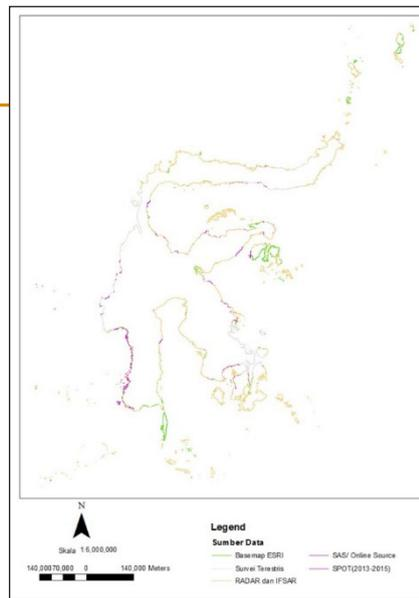 N
Skala 1:6,000,000
140,00070,000 0 140,000 Meters
Legend
Sumber Data
Basemap ESRI
Survei Terestris
RADAR dan IFSAR
SAS/ Online Source
SPOT(2013-2015)